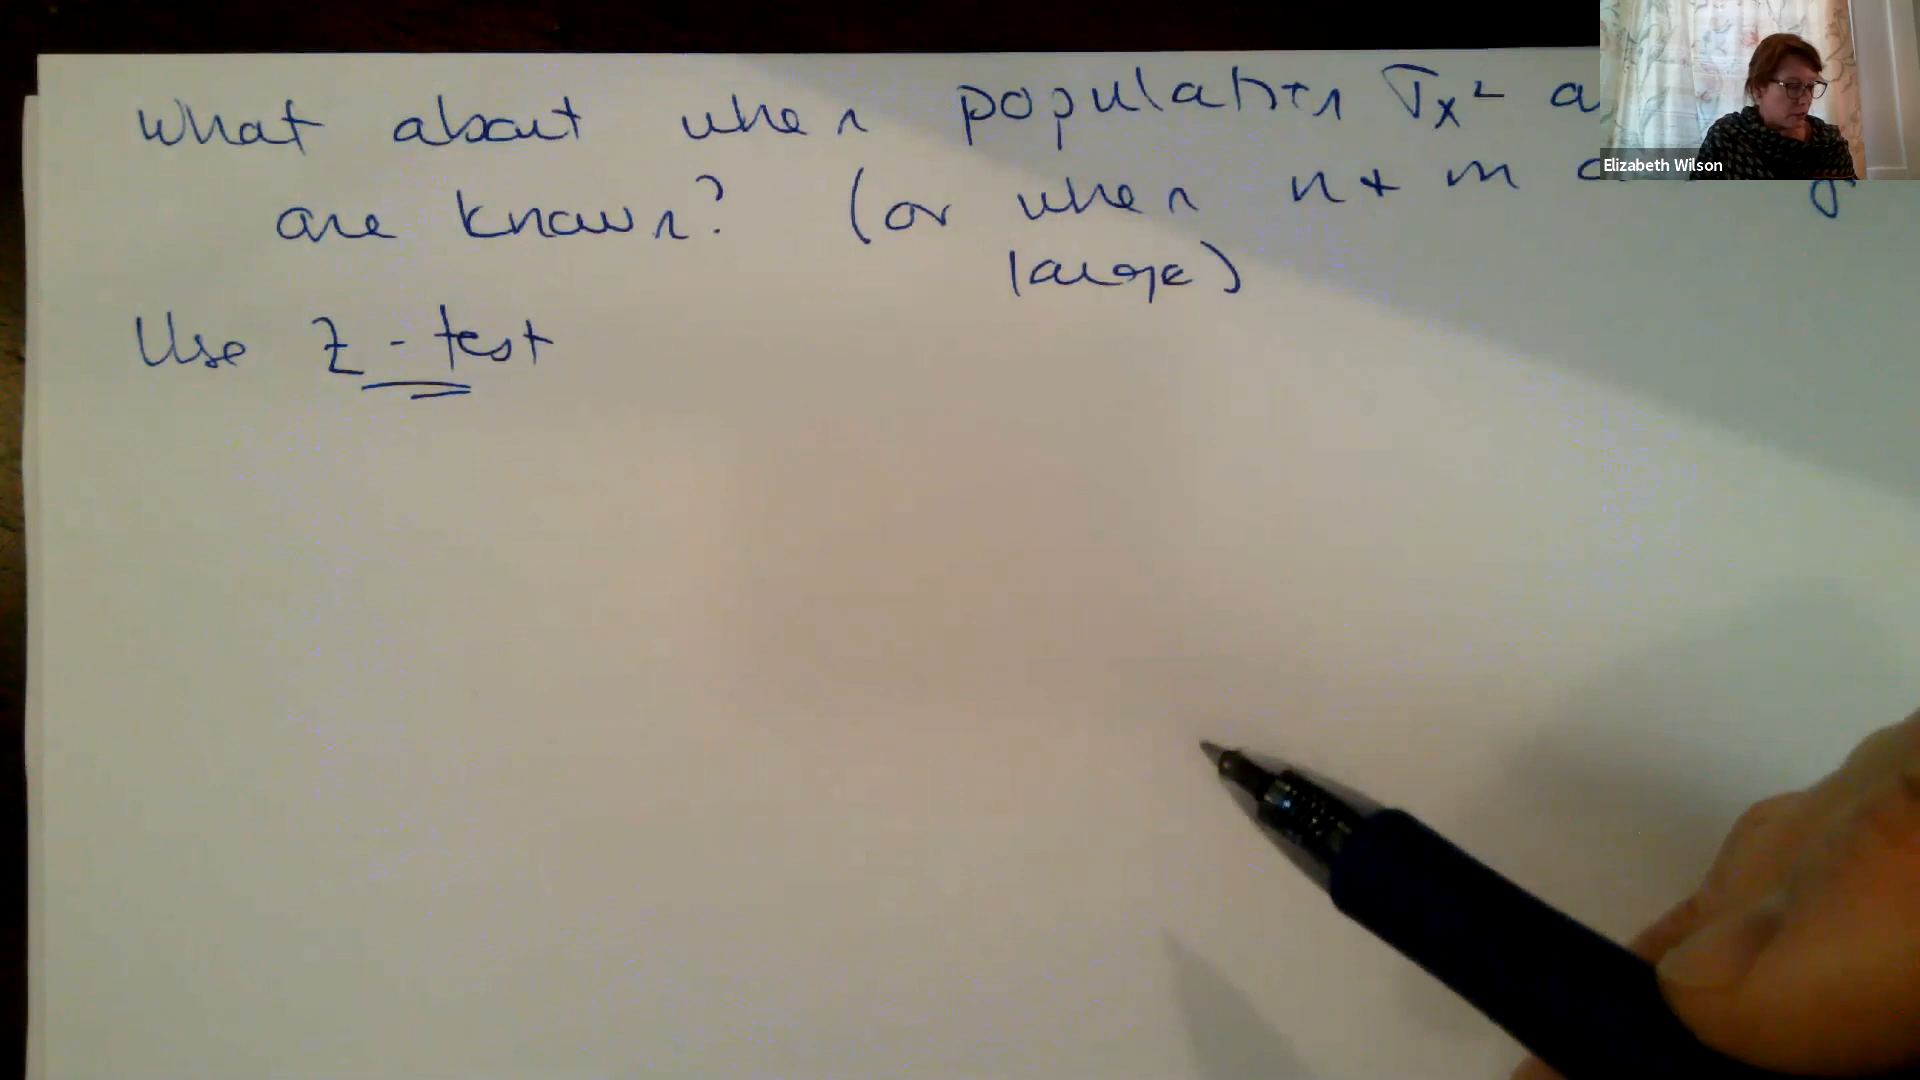 What about when population σx²
Elizabeth Wilson
are known? (or when n + m
large)
Use z-test